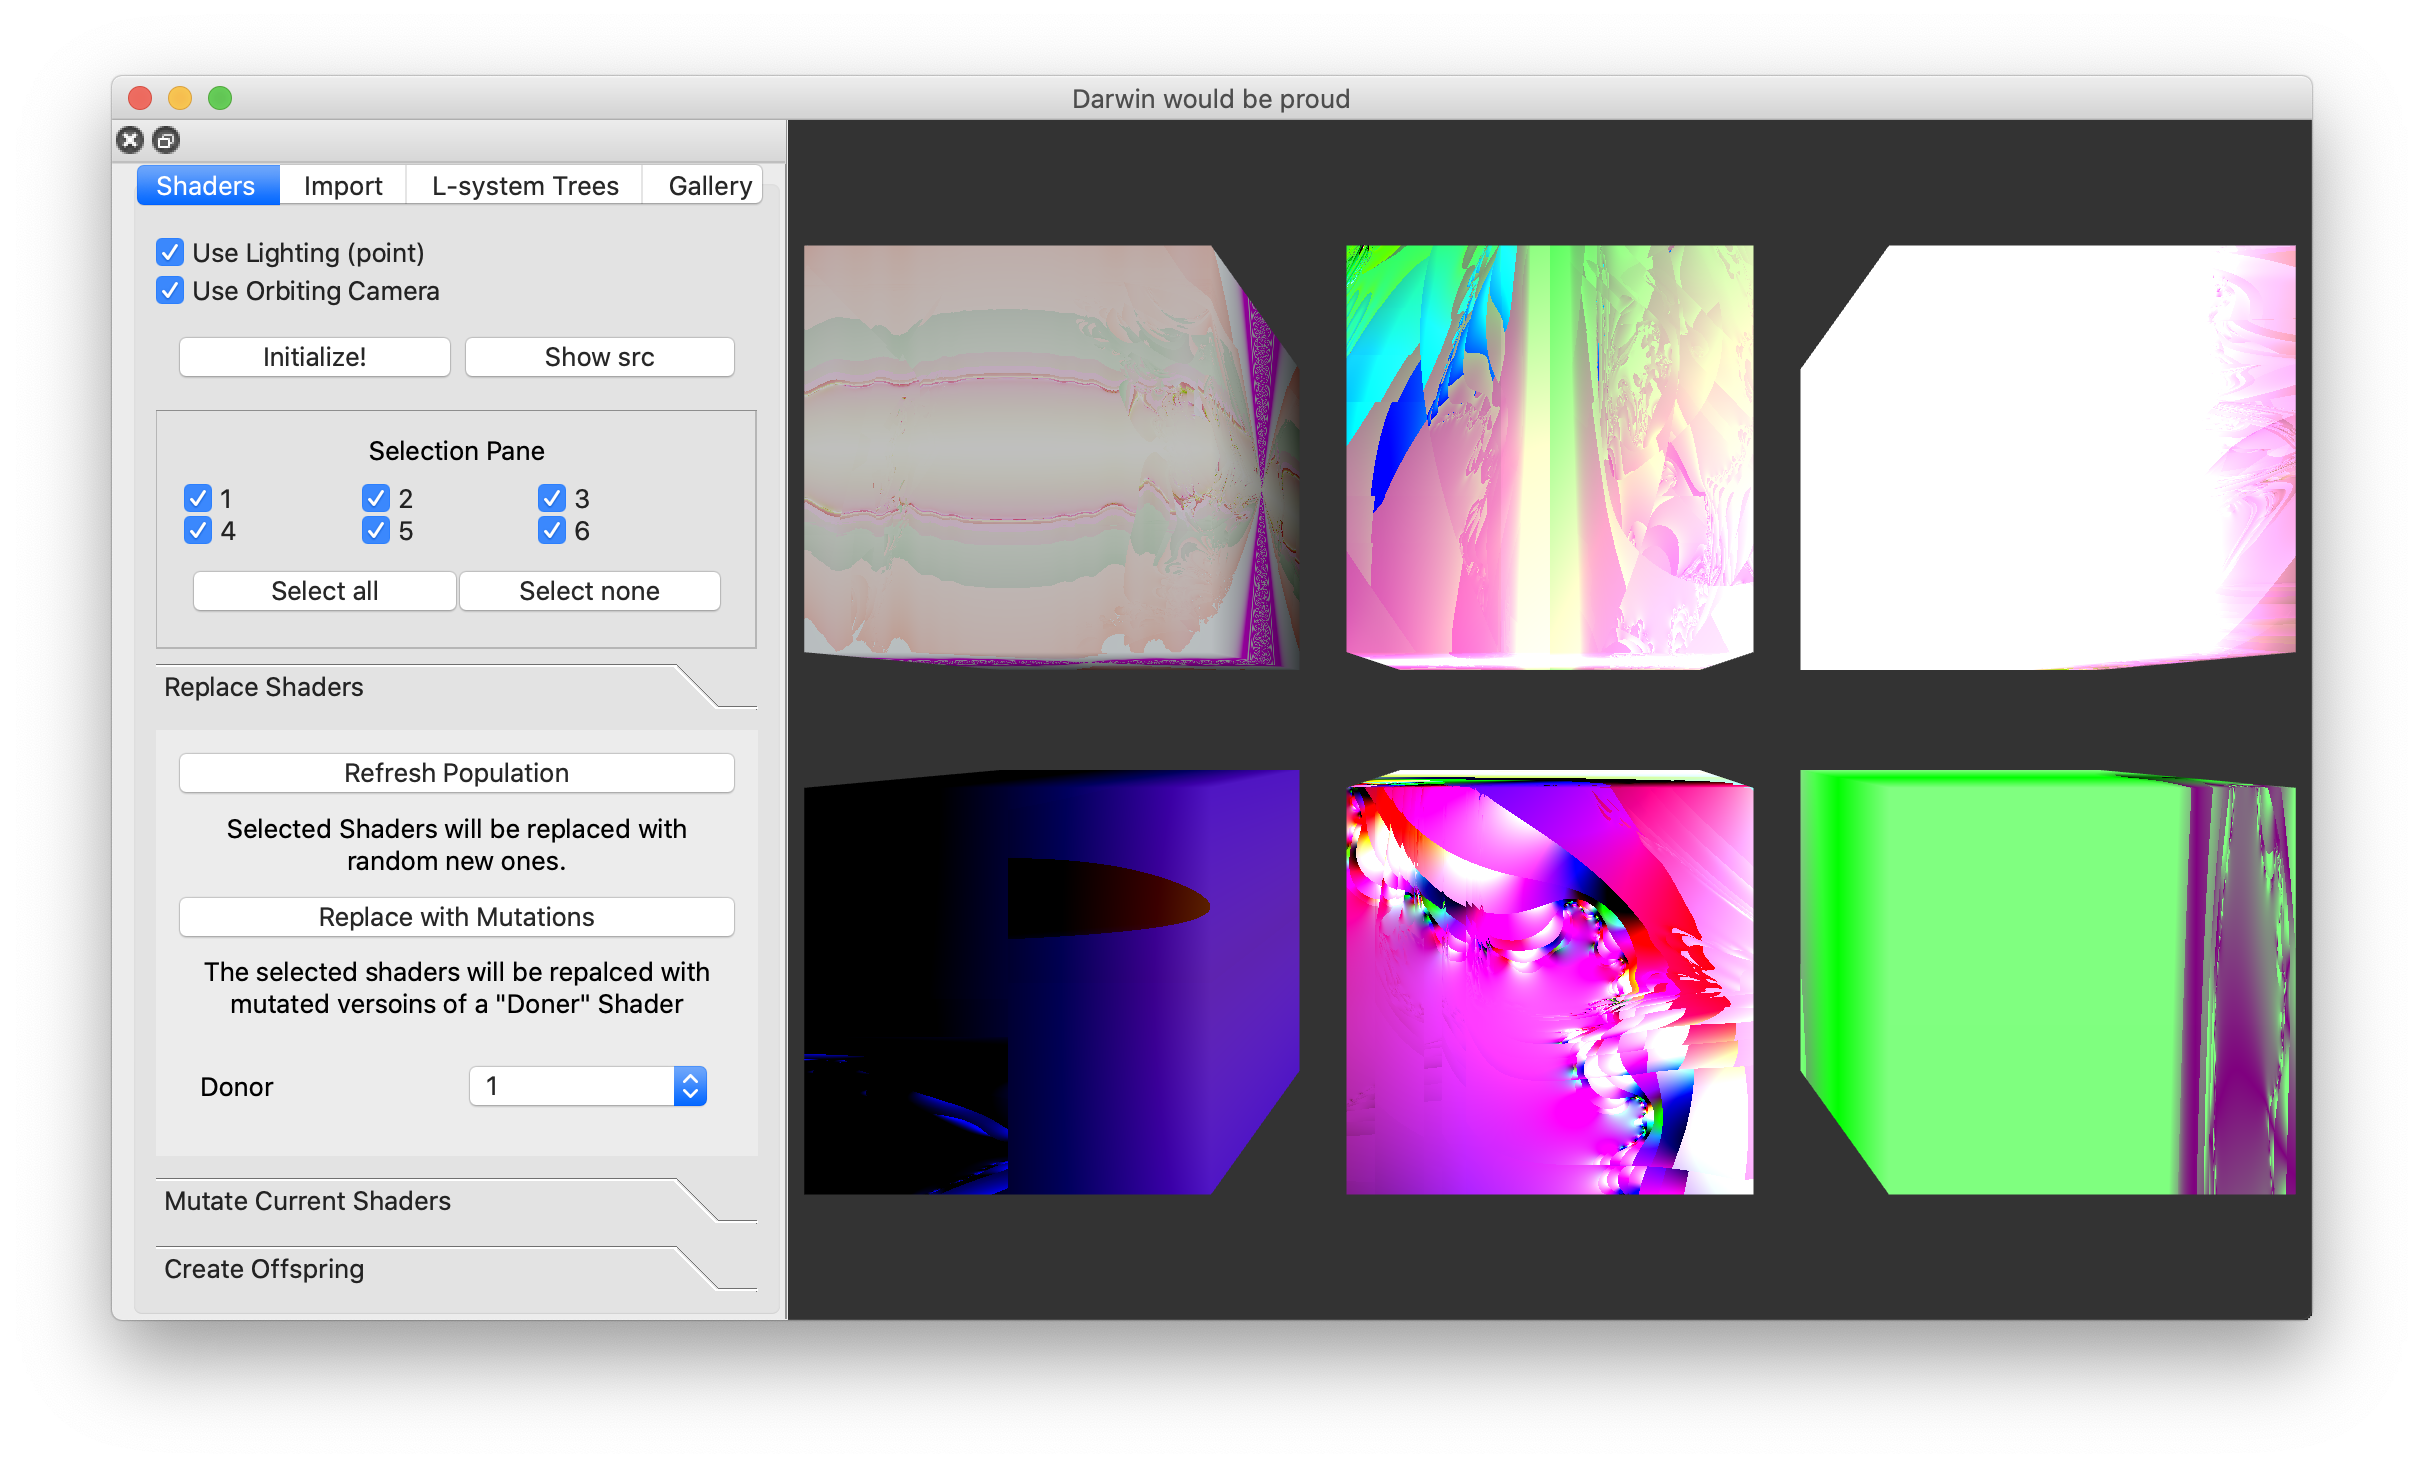 Darwin would be proud
Shaders Import L-system Trees Gallery
Use Lighting (point)
Use Orbiting Camera
Initialize! Show src
Selection Pane
1 2 3
4 5 6
Select all Select none
Replace Shaders
Refresh Population
Selected Shaders will be replaced with
random new ones.
Replace with Mutations
The selected shaders will be repalced with
mutated versoins of a "Doner" Shader
Donor 1
Mutate Current Shaders
Create Offspring